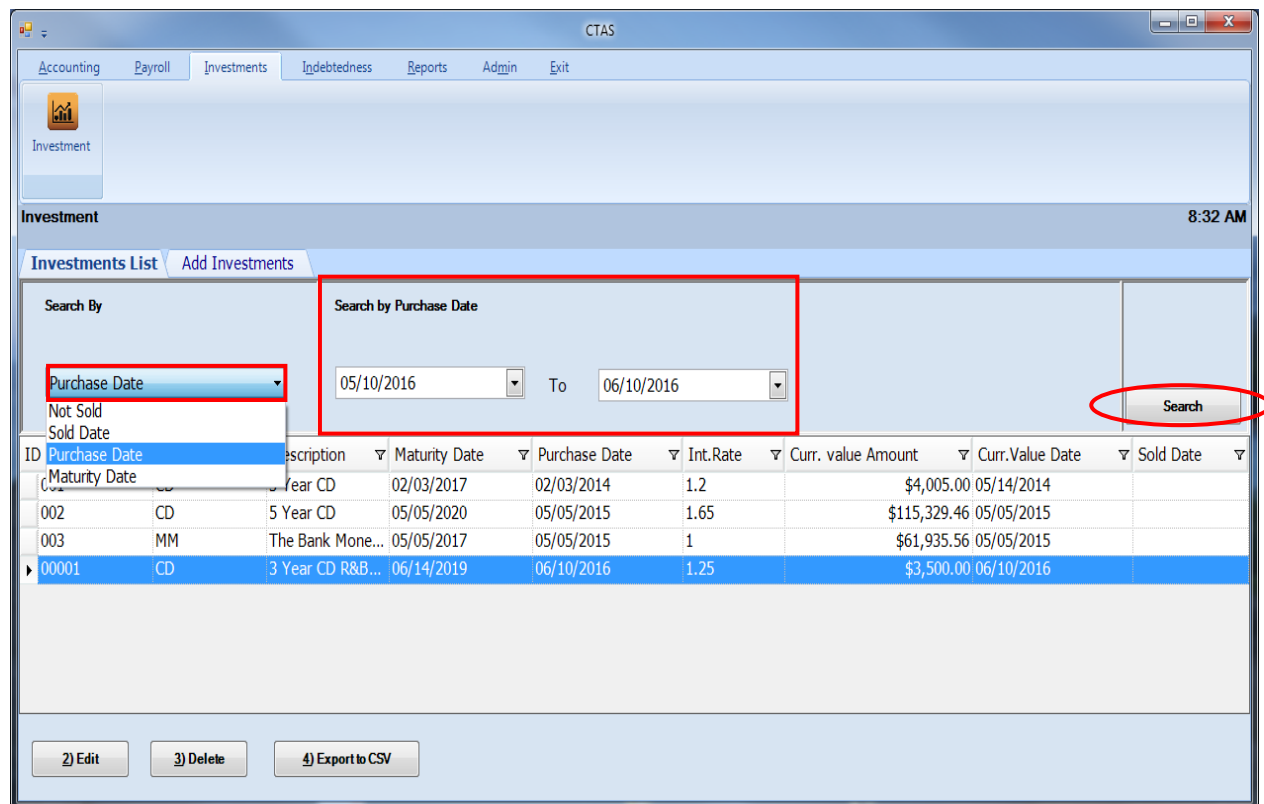 CTAS
Accounting Payroll Investments Indebtedness Reports Admin Exit
Investment
Investment 8:32 AM
Investments List Add Investments
Search By Search by Purchase Date
Purchase Date 05/10/2016 To 06/10/2016
Search
Not Sold
Sold Date
Purchase Date
Maturity Date
ID escription Maturity Date Purchase Date Int.Rate Curr. value Amount Curr.Value Date Sold Date
Year CD 02/03/2017 02/03/2014 1.2 $4,005.00 05/14/2014
002 CD 5 Year CD 05/05/2020 05/05/2015 1.65 $115,329.46 05/05/2015
003 MM The Bank Mone... 05/05/2017 05/05/2015 1 $61,935.56 05/05/2015
00001 CD 3 Year CD R&B... 06/14/2019 06/10/2016 1.25 $3,500.00 06/10/2016
2) Edit 3) Delete 4) Export to CSV